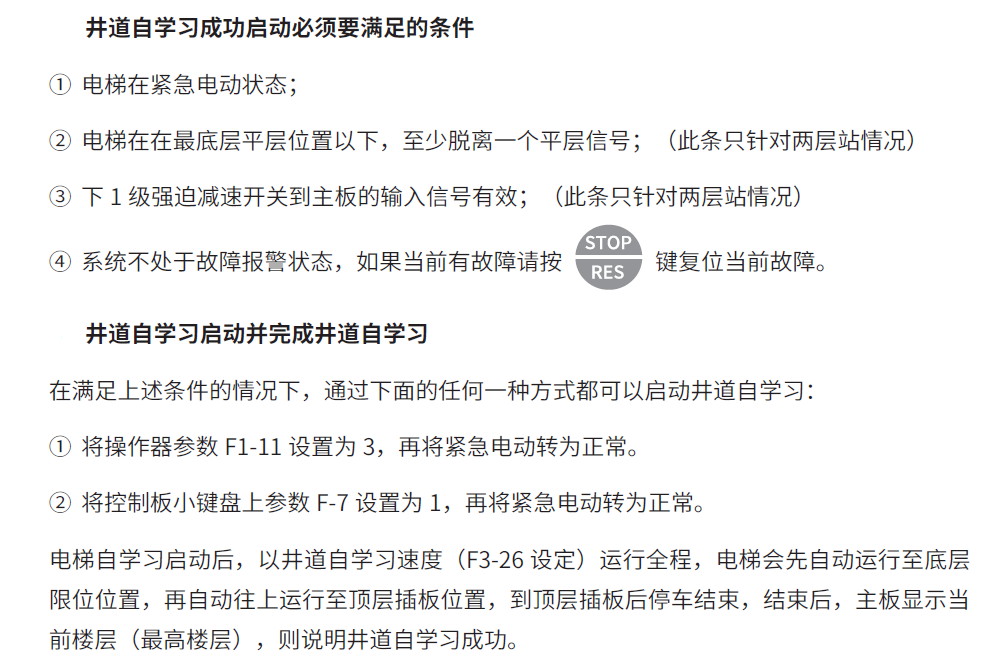 井道自学习成功启动必须要满足的条件
① 电梯在紧急电动状态；
② 电梯在在最底层平层位置以下，至少脱离一个平层信号；（此条只针对两层站情况）
③ 下 1 级强迫减速开关到主板的输入信号有效；（此条只针对两层站情况）
④ 系统不处于故障报警状态，如果当前有故障请按 STOP RES 键复位当前故障。
井道自学习启动并完成井道自学习
在满足上述条件的情况下，通过下面的任何一种方式都可以启动井道自学习：
① 将操作器参数 F1-11 设置为 3，再将紧急电动转为正常。
② 将控制板小键盘上参数 F-7 设置为 1，再将紧急电动转为正常。
电梯自学习启动后，以井道自学习速度（F3-26 设定）运行全程，电梯会先自动运行至底层
限位位置，再自动往上运行至顶层插板位置，到顶层插板后停车结束，结束后，主板显示当
前楼层（最高楼层），则说明井道自学习成功。